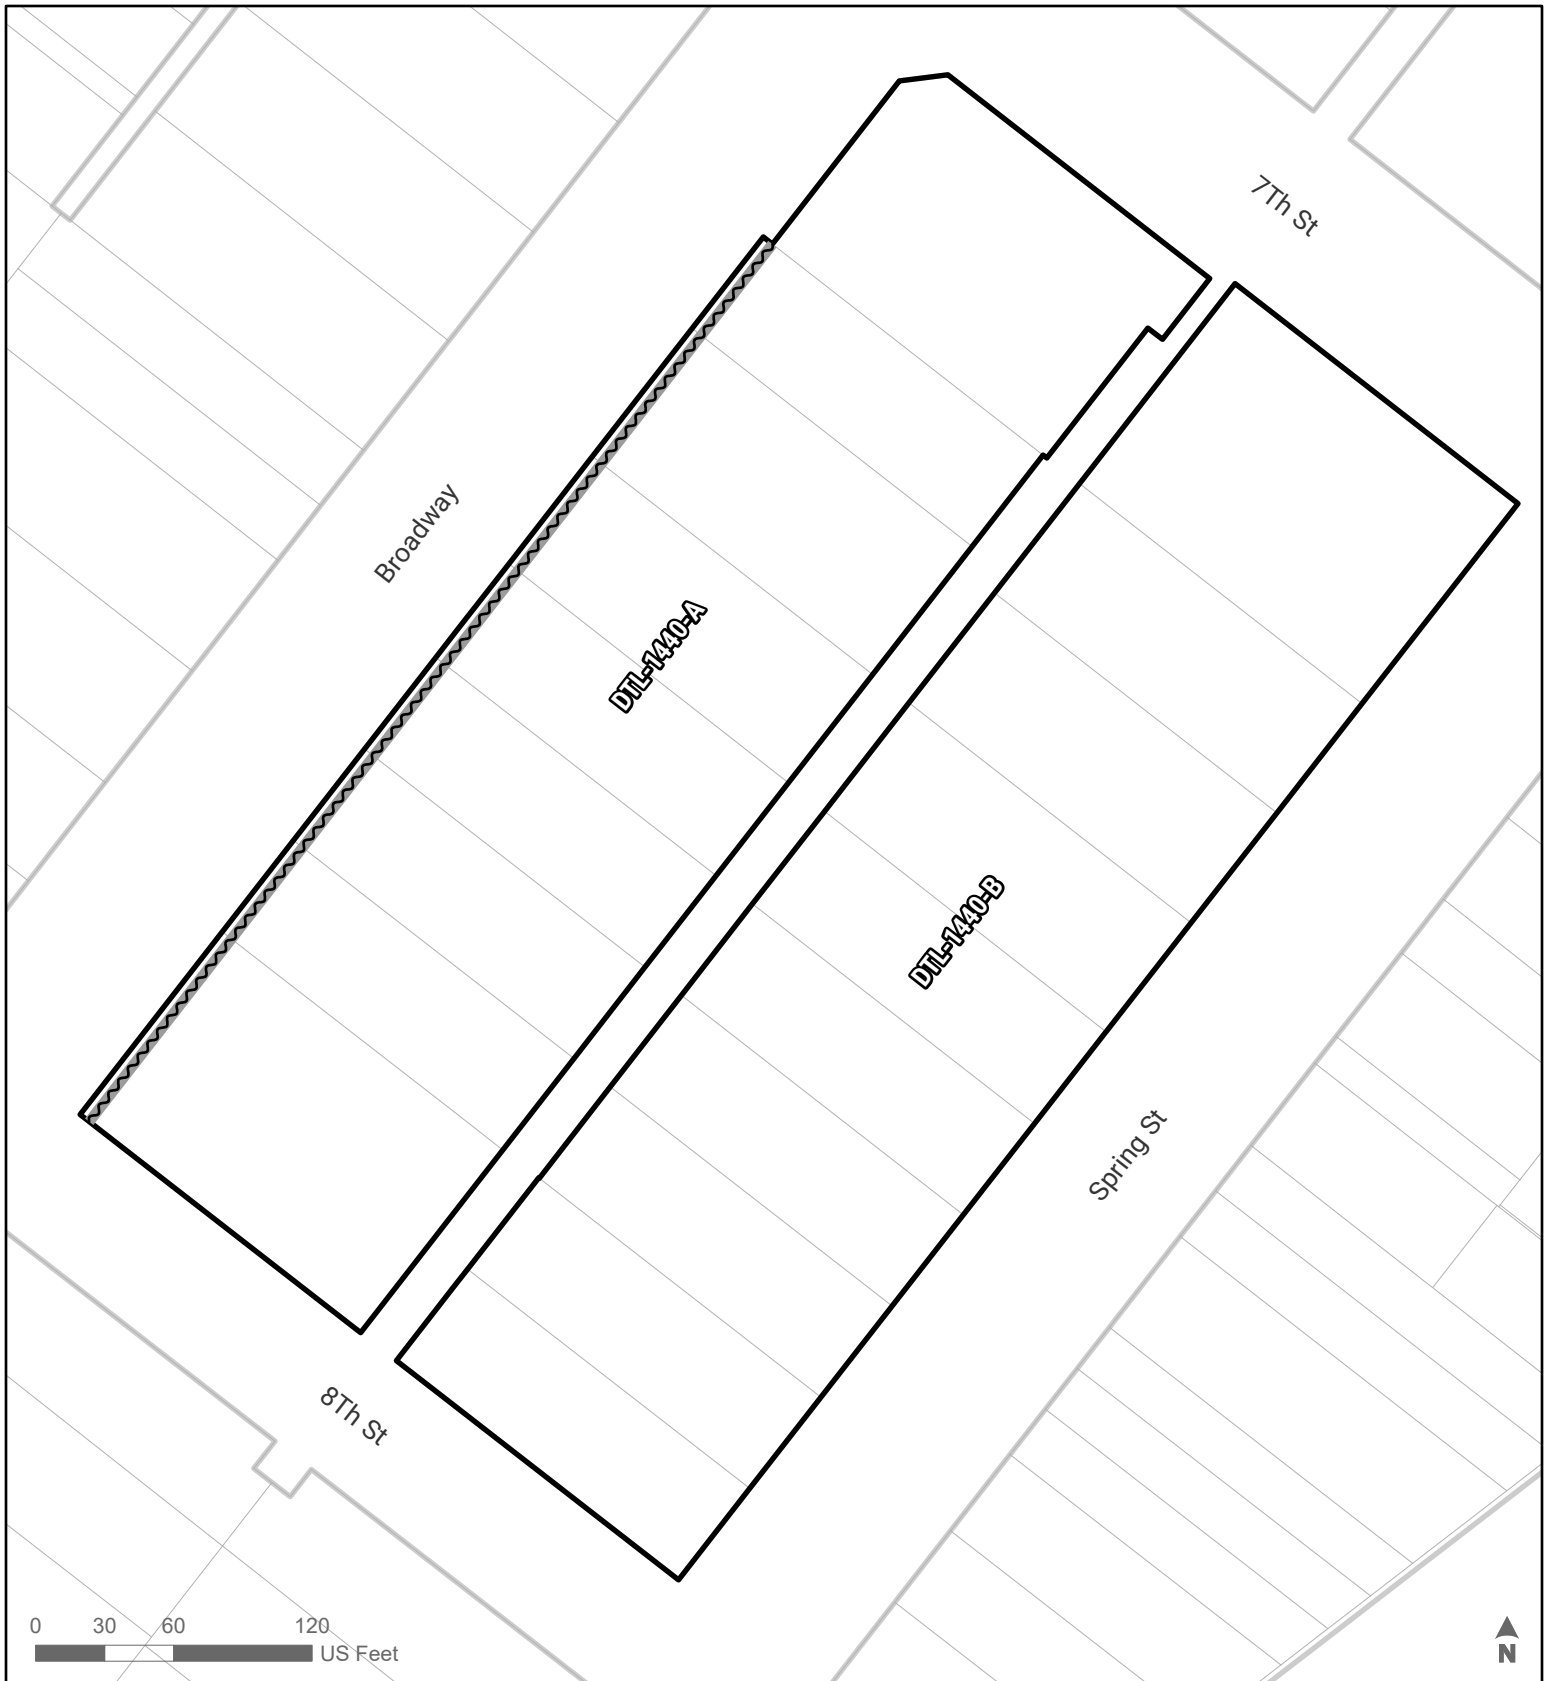 7Th St
Broadway
DTL-1440-A
DTL-1440-B
Spring St
8Th St
0 30 60 120
US Feet
N